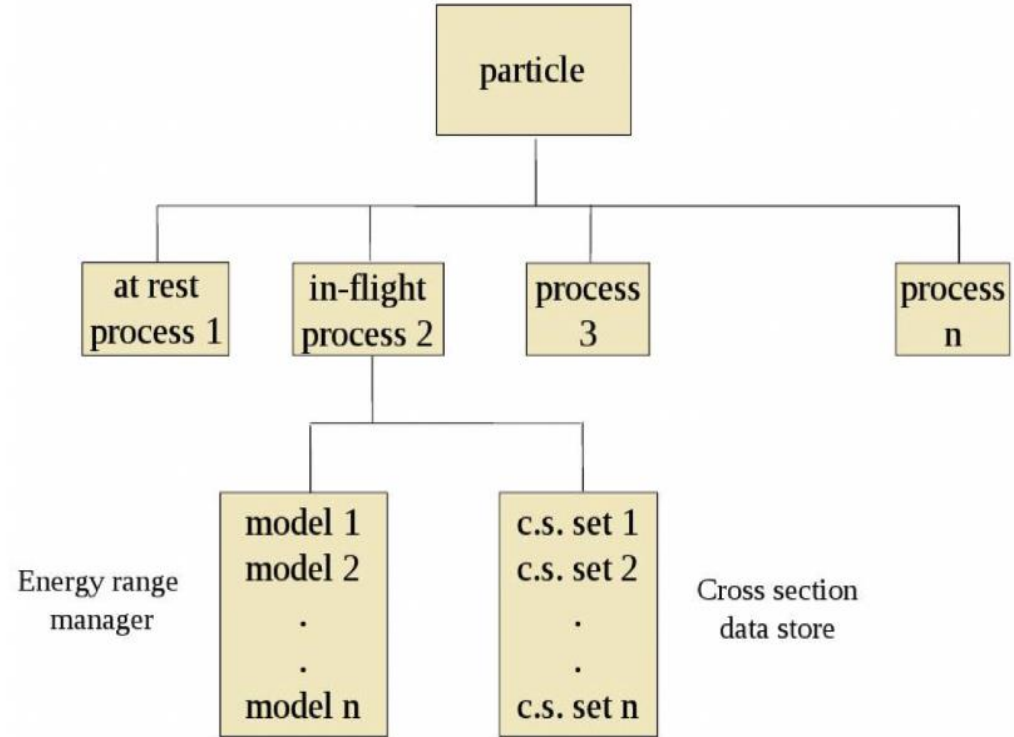 particle
at rest
process 1
in-flight
process 2
process
3
process
n
Energy range
manager
model 1
model 2
.
.
model n
c.s. set 1
c.s. set 2
.
.
c.s. set n
Cross section
data store